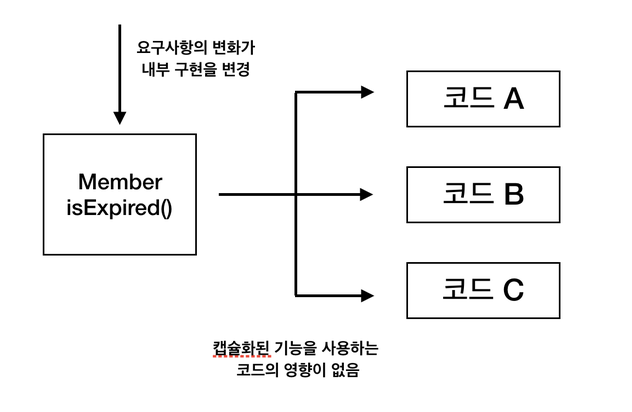 요구사항의 변화가
내부 구현을 변경
Member
isExpired()
코드 A
코드 B
코드 C
캡슐화된 기능을 사용하는
코드의 영향이 없음